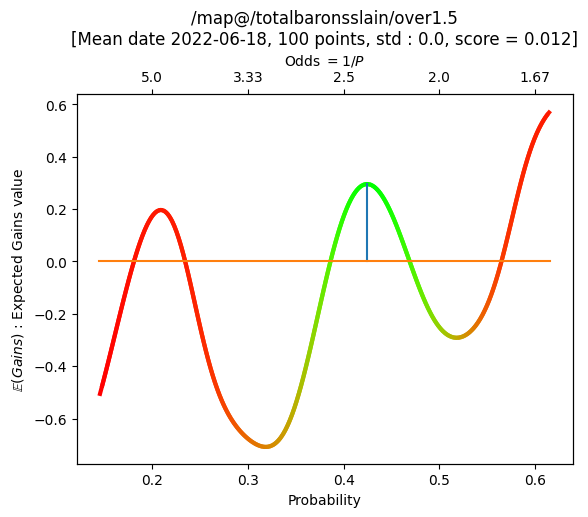 /map@/totalbaronsslain/over1.5
[Mean date 2022-06-18, 100 points, std : 0.0, score = 0.012]
Odds = 1/P
5.0 3.33 2.5 2.0 1.67
0.6
0.4
0.2
0.0
−0.2
−0.4
−0.6
𝔼(Gains) : Expected Gains value
0.2 0.3 0.4 0.5 0.6
Probability